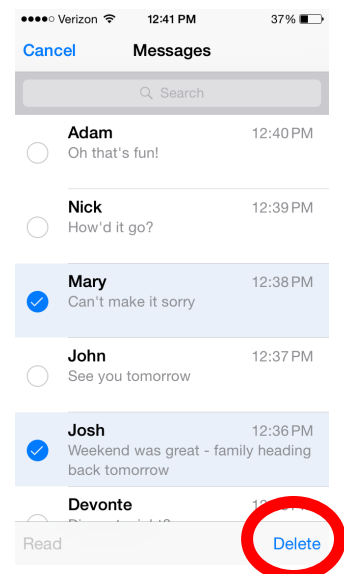 Verizon 12:41 PM 37%
Cancel Messages
Search
Adam 12:40 PM
Oh that's fun!
Nick 12:39 PM
How'd it go?
Mary 12:38 PM
Can't make it sorry
John 12:37 PM
See you tomorrow
Josh 12:36 PM
Weekend was great - family heading
back tomorrow
Devonte
Read Delete